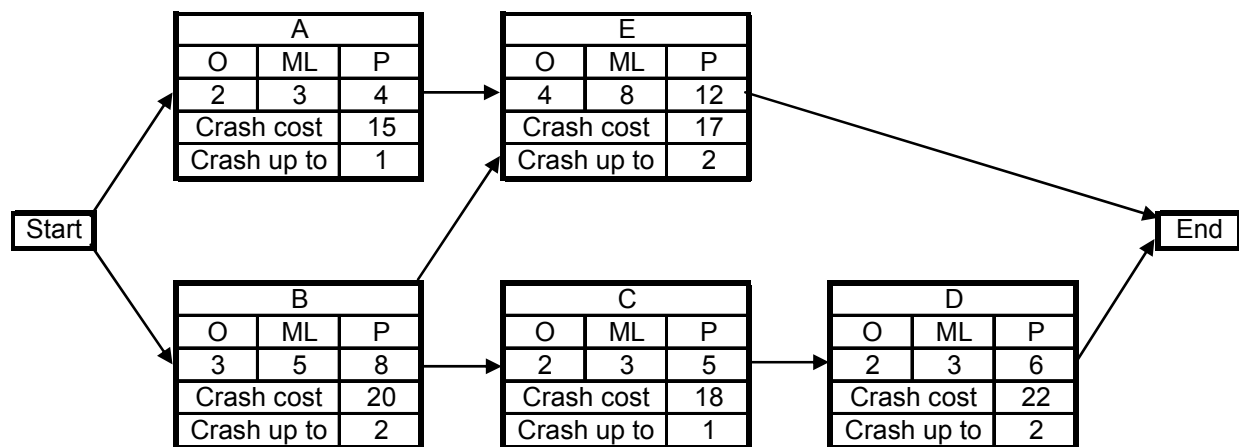 A
O ML P
2 3 4
Crash cost 15
Crash up to 1
E
O ML P
4 8 12
Crash cost 17
Crash up to 2
Start
End
B
O ML P
3 5 8
Crash cost 20
Crash up to 2
C
O ML P
2 3 5
Crash cost 18
Crash up to 1
D
O ML P
2 3 6
Crash cost 22
Crash up to 2